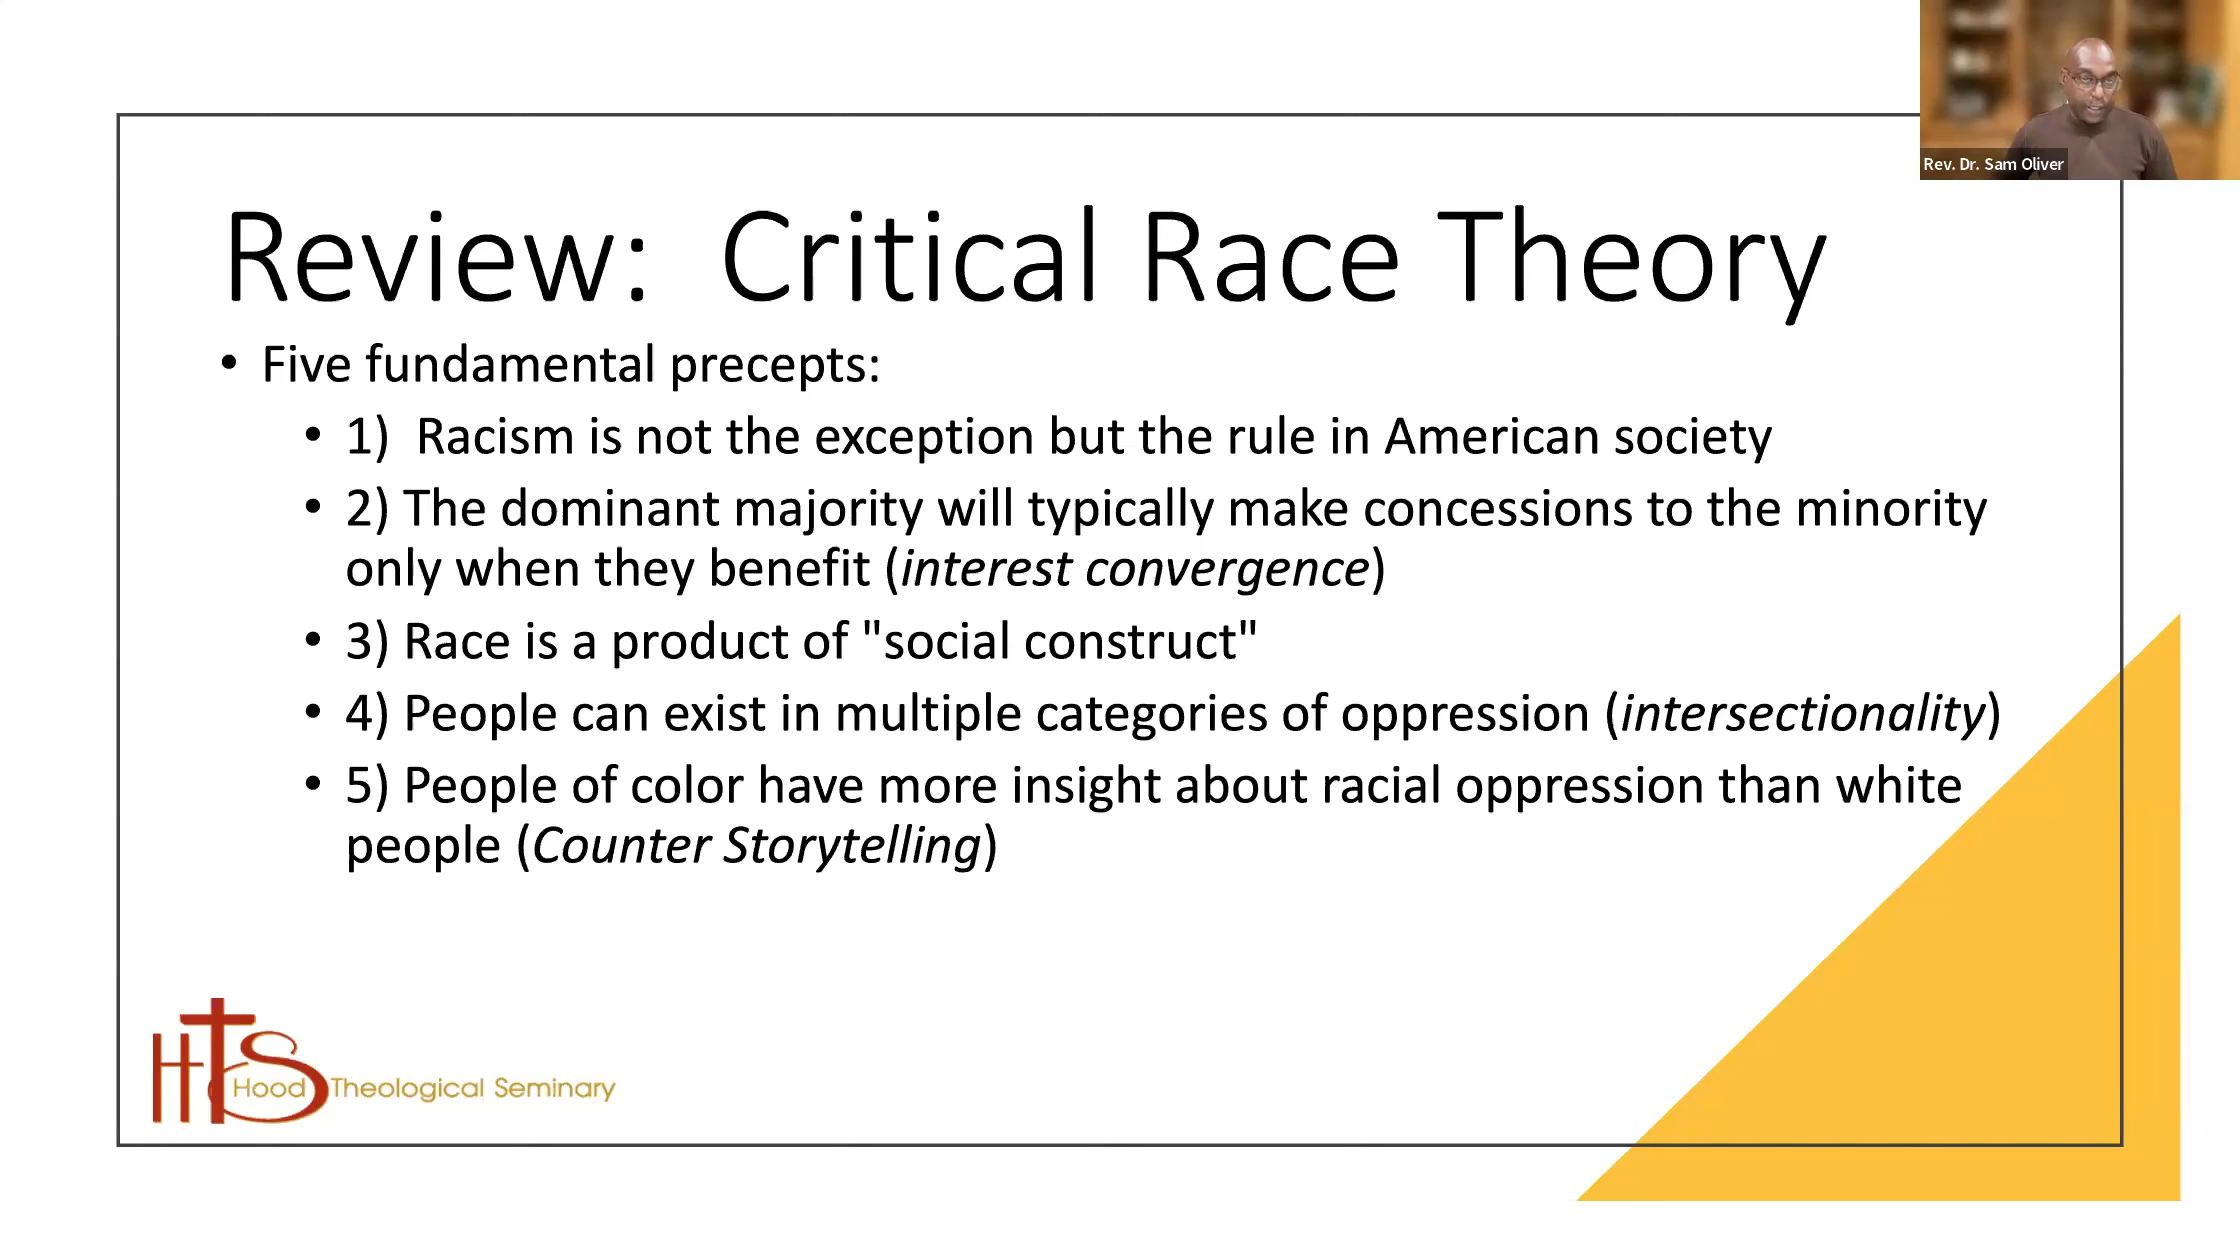 Rev. Dr. Sam Oliver
Review:  Critical Race Theory
• Five fundamental precepts:
• 1)  Racism is not the exception but the rule in American society
• 2) The dominant majority will typically make concessions to the minority
only when they benefit (interest convergence)
• 3) Race is a product of "social construct"
• 4) People can exist in multiple categories of oppression (intersectionality)
• 5) People of color have more insight about racial oppression than white
people (Counter Storytelling)
HTS
Hood Theological Seminary